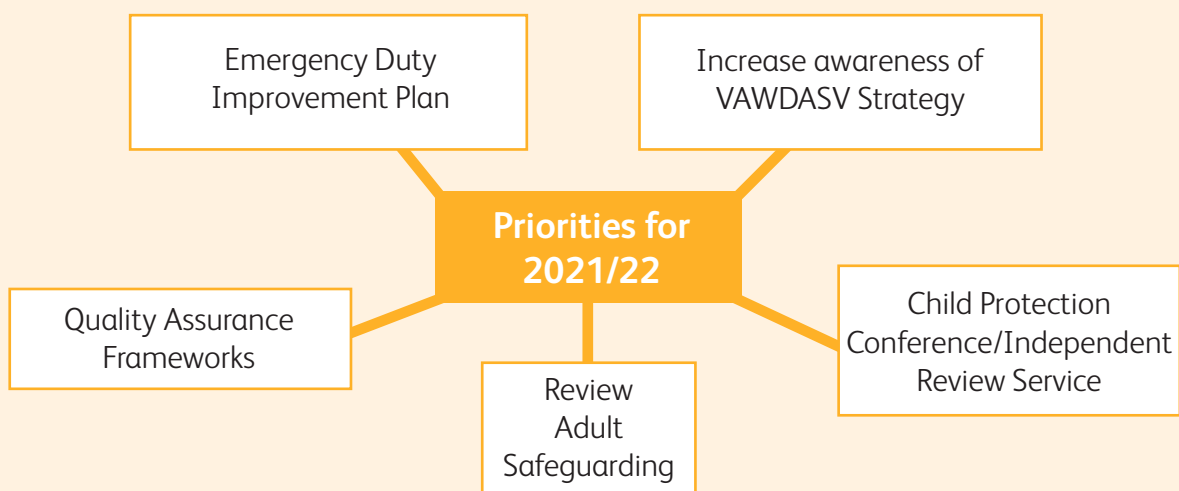 Emergency Duty
Improvement Plan
Increase awareness of
VAWDASV Strategy
Priorities for
2021/22
Quality Assurance
Frameworks
Review
Adult
Safeguarding
Child Protection
Conference/Independent
Review Service